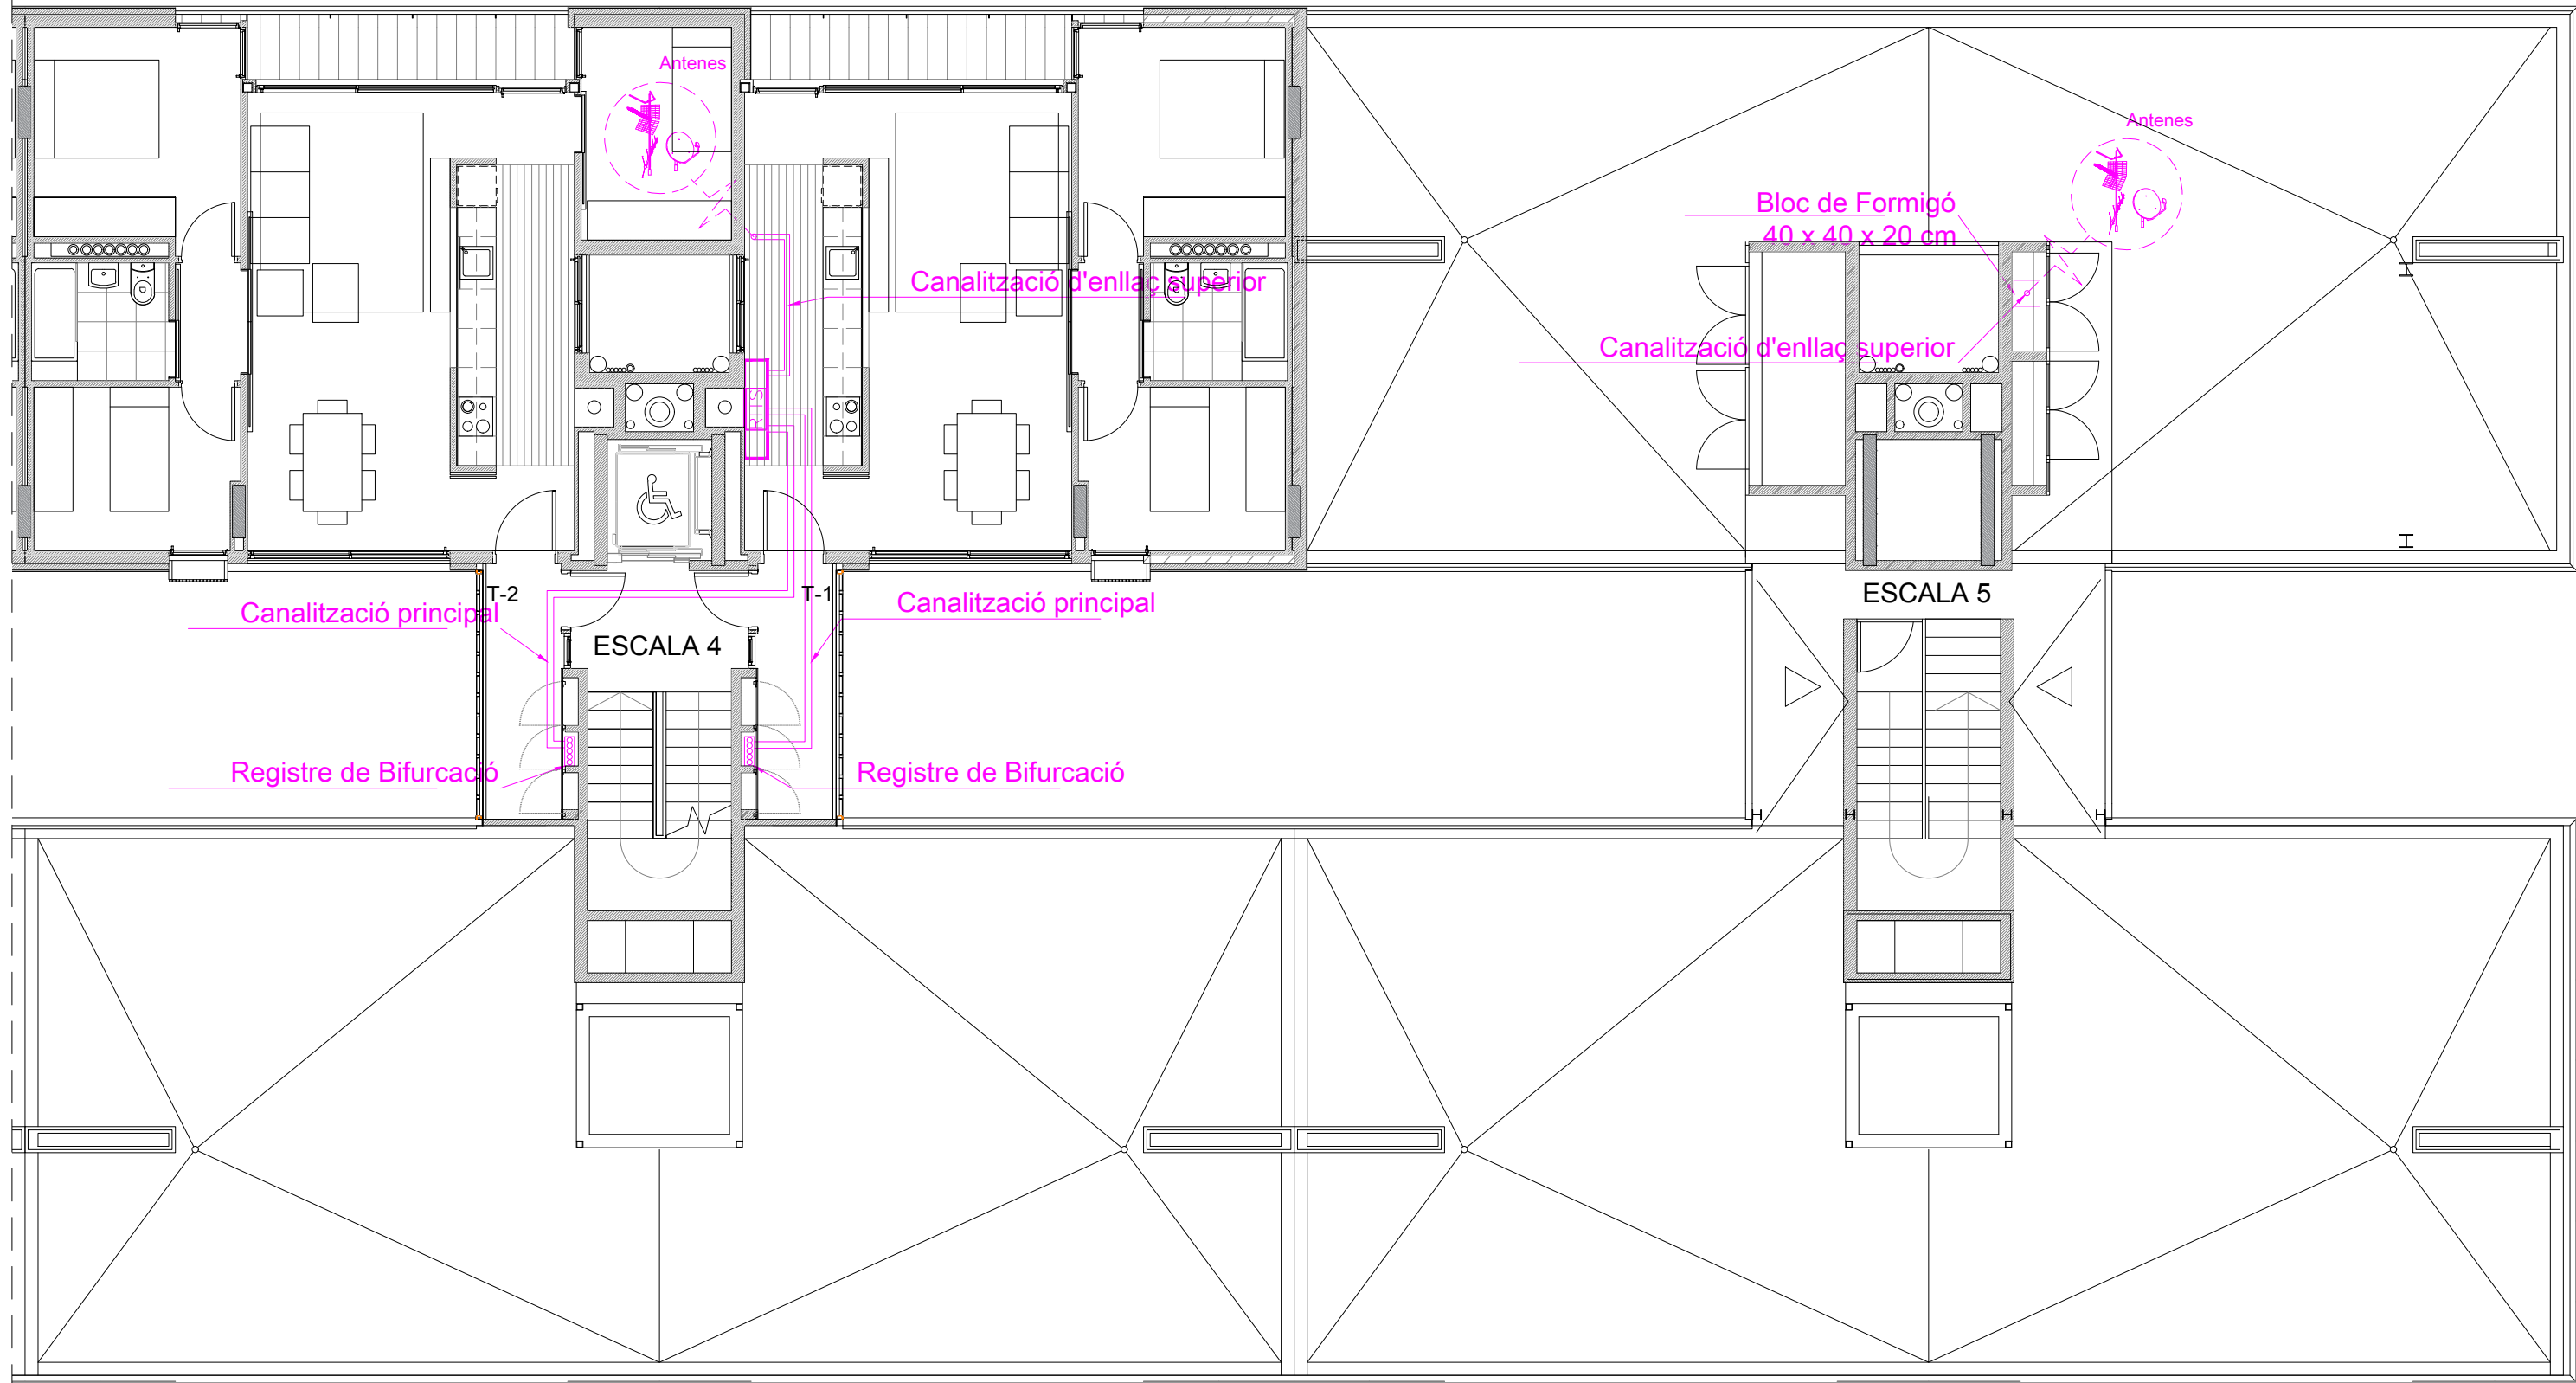 Antenes
Antenes
Bloc de Formigó
40 x 40 x 20 cm
Canalització d'enllaç superior
Canalització d'enllaç superior
RITS
T-2
T-1
ESCALA 5
Canalització principal
Canalització principal
ESCALA 4
Registre de Bifurcació
Registre de Bifurcació